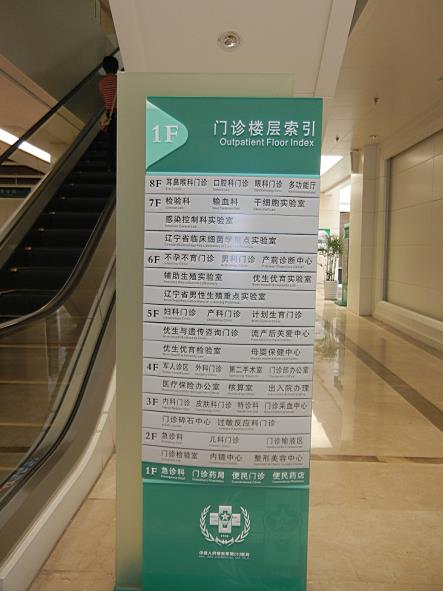 1F
门诊楼层索引
Outpatient Floor Index
8F 耳鼻喉科门诊 口腔科门诊 眼科门诊 多功能厅
7F 检验科 输血科 干细胞实验室
感染控制科实验室
辽宁省临床细菌学重点实验室
6F 不孕不育门诊 男科门诊 产前诊断中心
辅助生殖实验室 优生优育实验室
辽宁省男性生殖重点实验室
5F 妇科门诊 产科门诊 计划生育门诊
优生与遗传咨询门诊 流产后关爱中心
优生优育检验室 母婴保健中心
4F 军人诊区 外科门诊 第二手术室 门诊部办公室
医疗保险办公室 核算室 出入院办理
3F 内科门诊 皮肤科门诊 特诊科 门诊采血中心
门诊碎石中心 过敏反应科门诊
2F 急诊科 儿科门诊 门诊输液区
门诊检验室 内镜中心 整形美容中心
1F 急诊科 门诊药局 便民门诊 便民药店